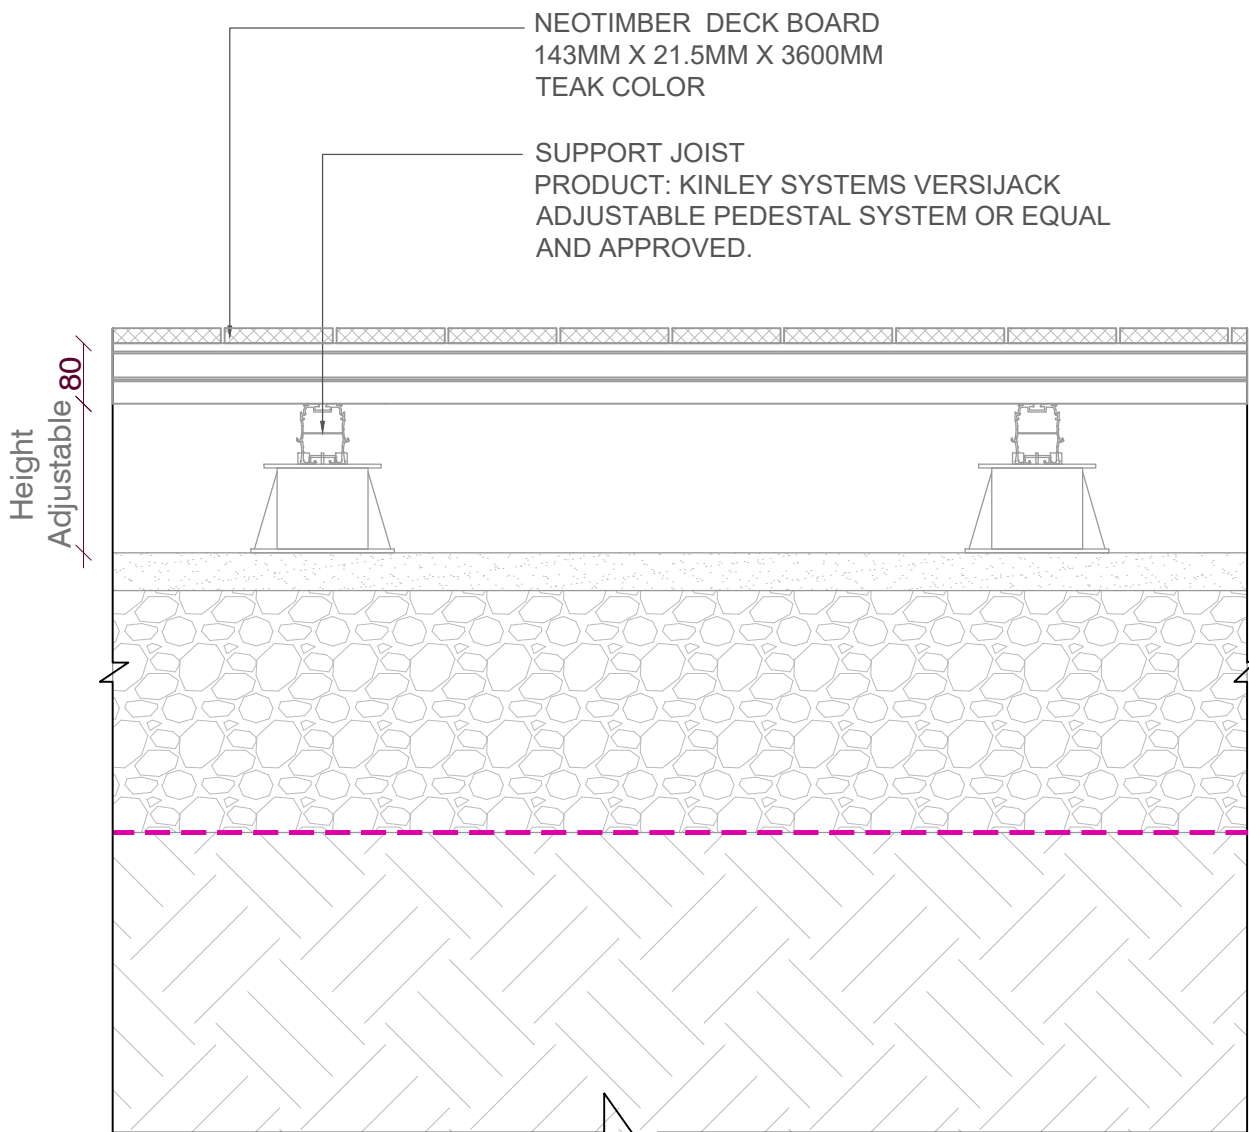 NEOTIMBER DECK BOARD
143MM X 21.5MM X 3600MM
TEAK COLOR
SUPPORT JOIST
PRODUCT: KINLEY SYSTEMS VERSIJACK
ADJUSTABLE PEDESTAL SYSTEM OR EQUAL
AND APPROVED.
80
Height
Adjustable